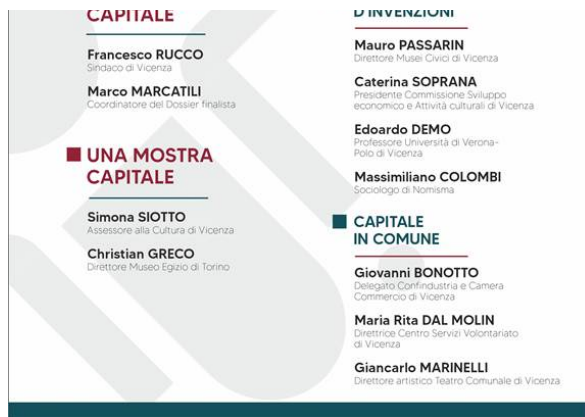 CAPITALE
Francesco RUCCO
Sindaco di Vicenza
Marco MARCATILI
Coordinatore del Dossier finalista
UNA MOSTRA
CAPITALE
Simona SIOTTO
Assessore alla Cultura di Vicenza
Christian GRECO
Direttore Museo Egizio di Torino
D'INVENZIONI
Mauro PASSARIN
Direttore Musei Civici di Vicenza
Caterina SOPRANA
Presidente Commissione Sviluppo
economico e Attività culturali di Vicenza
Edoardo DEMO
Professore Università di Verona-
Polo di Vicenza
Massimiliano COLOMBI
Sociologo di Nomisma
CAPITALE
IN COMUNE
Giovanni BONOTTO
Delegato Confindustria e Camera
Commercio di Vicenza
Maria Rita DAL MOLIN
Direttrice Centro Servizi Volontariato
di Vicenza
Giancarlo MARINELLI
Direttore artistico Teatro Comunale di Vicenza